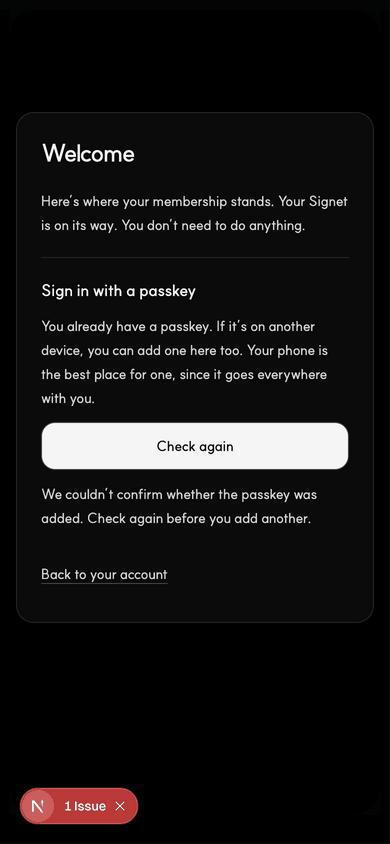 Welcome
Here's where your membership stands. Your Signet
is on its way. You don't need to do anything.
Sign in with a passkey
You already have a passkey. If it's on another
device, you can add one here too. Your phone is
the best place for one, since it goes everywhere
with you.
Check again
We couldn't confirm whether the passkey was
added. Check again before you add another.
Back to your account
N 1 Issue ×